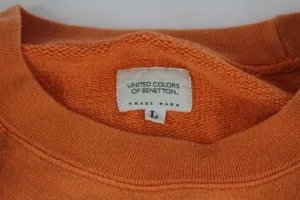 UNITED COLORS
OF BENETTON.
TRADE MARK
L